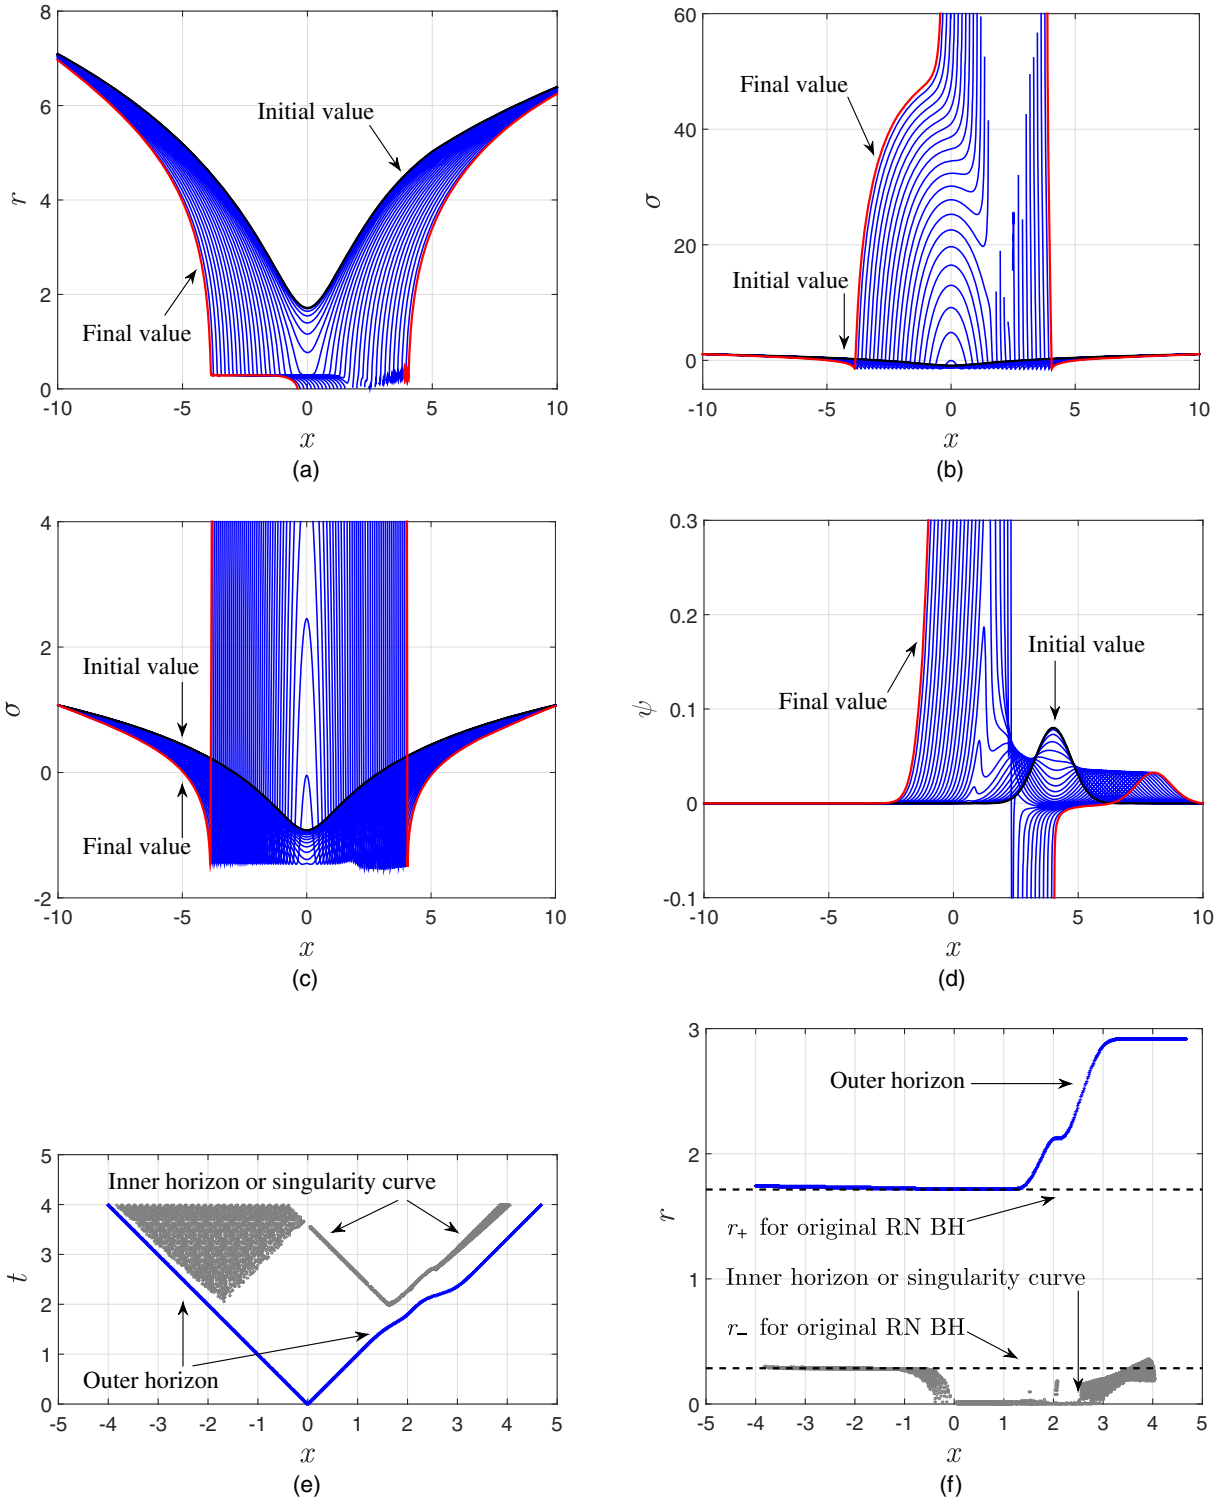 8
6
4
2
0
-10
-5
0
5
10
r
x
Initial value
Final value
(a)
60
40
20
0
-10
-5
0
5
10
σ
x
Final value
Initial value
(b)
4
2
0
-2
-10
-5
0
5
10
σ
x
Initial value
Final value
(c)
0.3
0.2
0.1
0
-0.1
-10
-5
0
5
10
ψ
x
Initial value
Final value
(d)
5
4
3
2
1
0
-5
-4
-3
-2
-1
0
1
2
3
4
5
t
x
Inner horizon or singularity curve
Outer horizon
(e)
3
2
1
0
-5
-4
-3
-2
-1
0
1
2
3
4
5
r
x
Outer horizon
r₊ for original RN BH
Inner horizon or singularity curve
r₋ for original RN BH
(f)